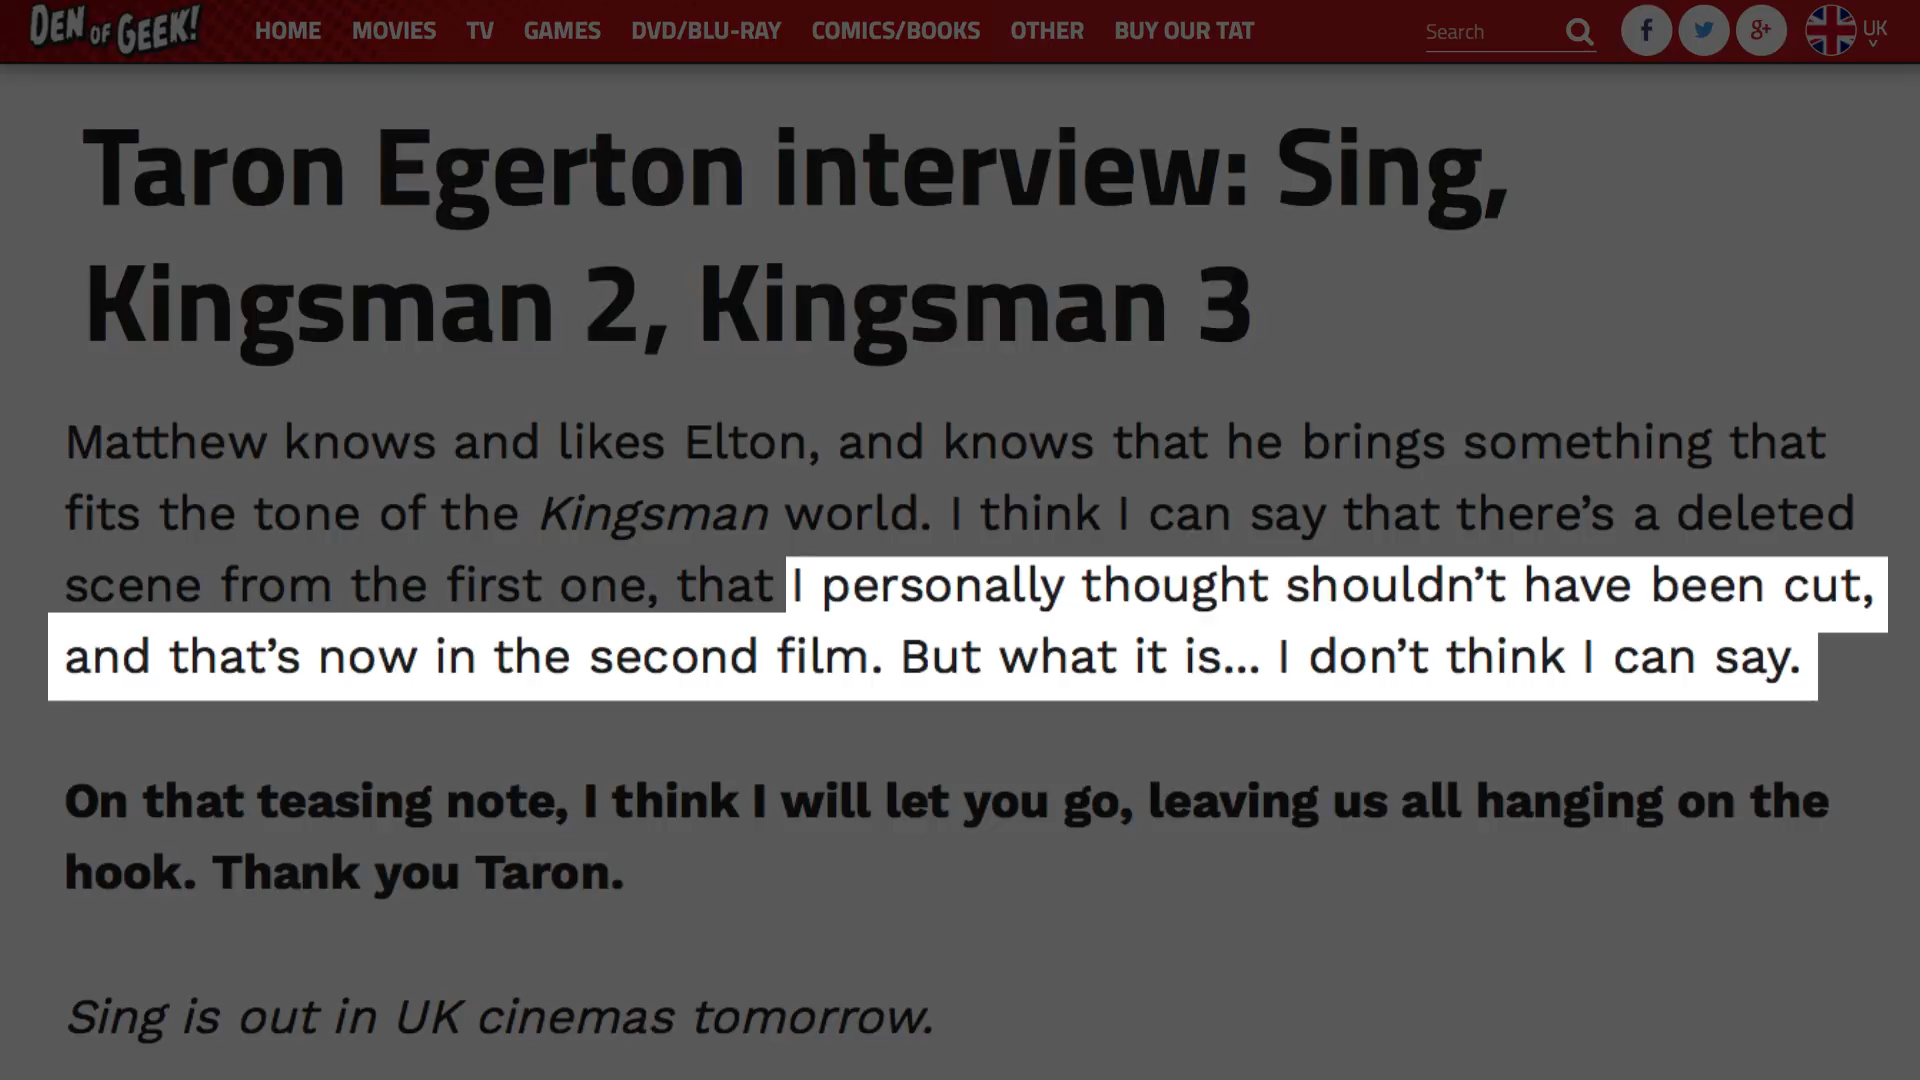 DEN OF GEEK! HOME MOVIES TV GAMES DVD/BLU-RAY COMICS/BOOKS OTHER BUY OUR TAT Search f g+ UK
Taron Egerton interview: Sing,
Kingsman 2, Kingsman 3
Matthew knows and likes Elton, and knows that he brings something that
fits the tone of the Kingsman world. I think I can say that there’s a deleted
scene from the first one, that I personally thought shouldn’t have been cut,
and that’s now in the second film. But what it is... I don’t think I can say.
On that teasing note, I think I will let you go, leaving us all hanging on the
hook. Thank you Taron.
Sing is out in UK cinemas tomorrow.